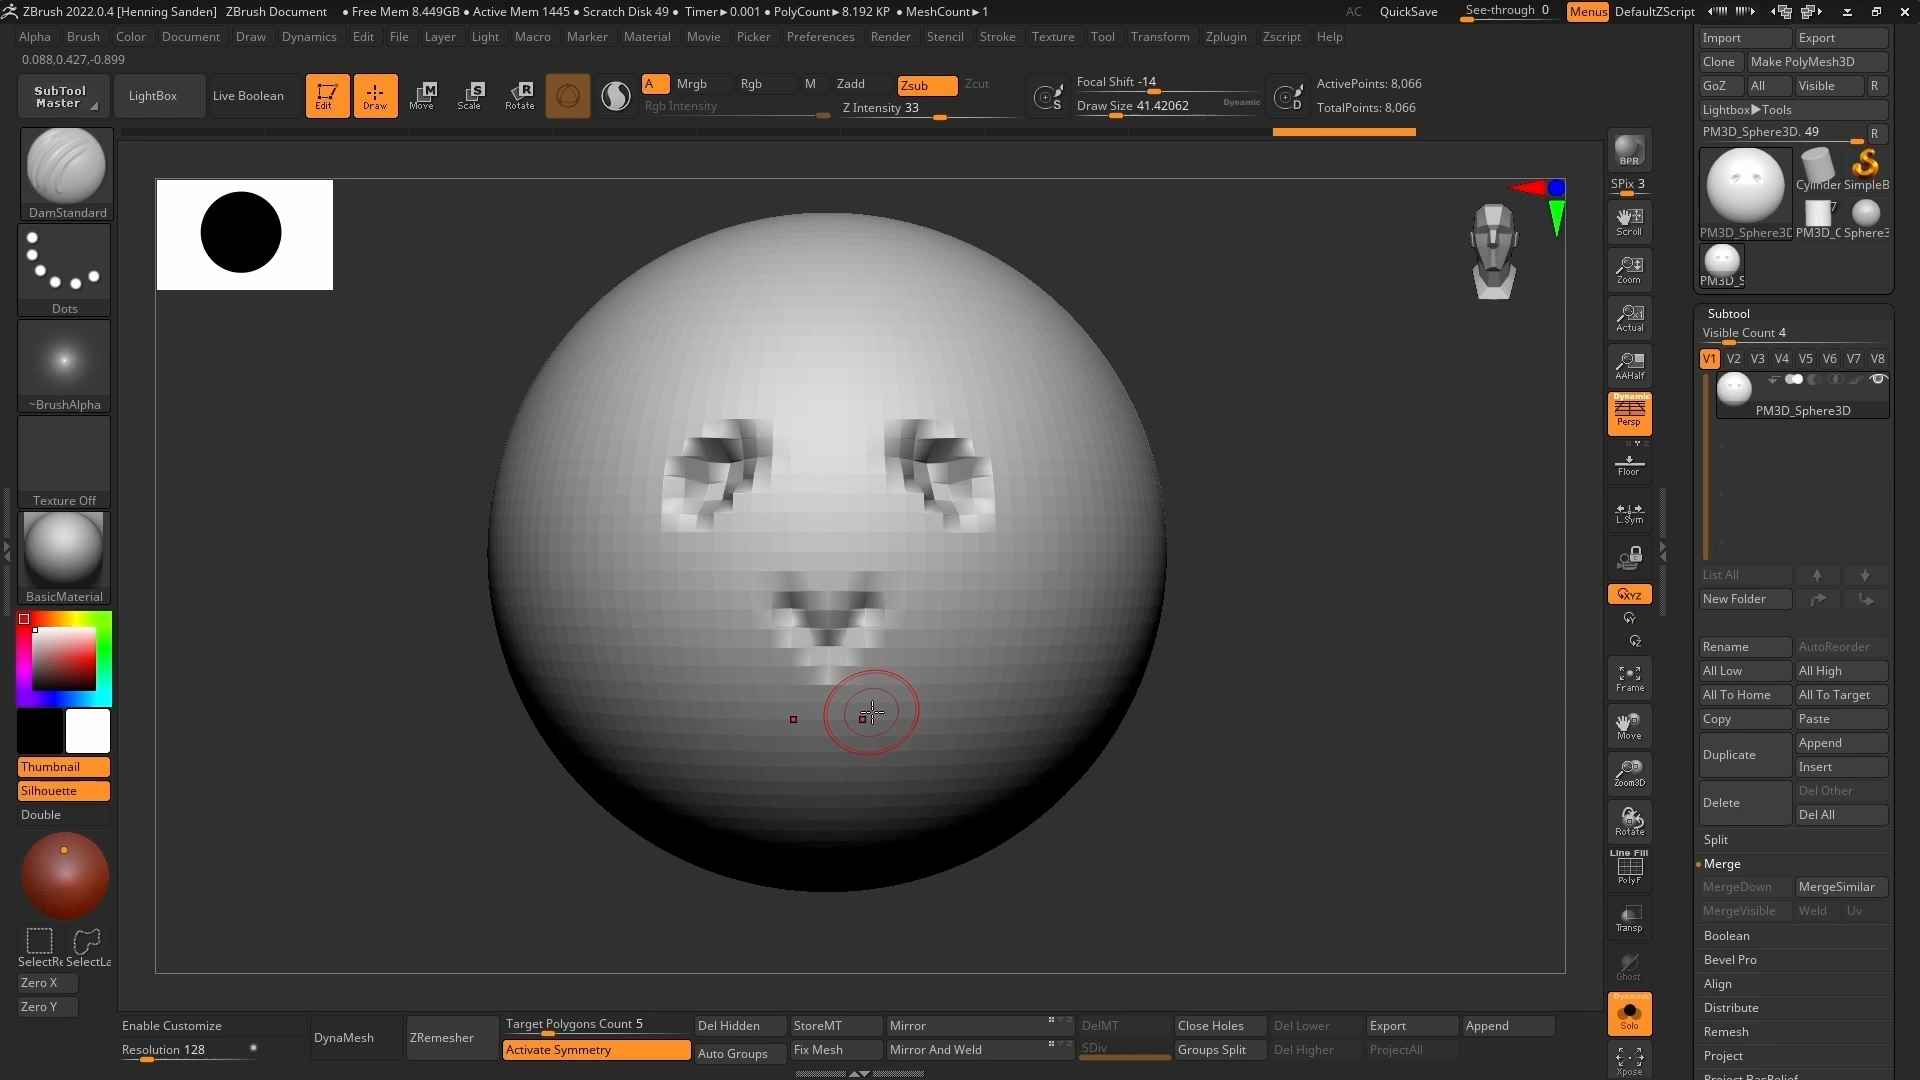 ZBrush 2022.0.4 [Henning Sanden] ZBrush Document • Free Mem 8.449GB • Active Mem 1445 • Scratch Disk 49 • Timer▶0.001 • PolyCount▶8.192 KP • MeshCount▶1 AC QuickSave See-through 0 Menus DefaultZScript
Alpha Brush Color Document Draw Dynamics Edit File Layer Light Macro Marker Material Movie Picker Preferences Render Stencil Stroke Texture Tool Transform Zplugin Zscript Help
0.088,0.427,-0.899
SubTool Master
LightBox
Live Boolean
Edit
Draw
Move
Scale
Rotate
A Mrgb Rgb M Zadd Zsub Zcut
Rgb Intensity Z Intensity 33
S
Focal Shift -14
Draw Size 41.42062 Dynamic
D
ActivePoints: 8,066
TotalPoints: 8,066
DamStandard
Dots
~BrushAlpha
Texture Off
BasicMaterial
Thumbnail
Silhouette
Double
SelectRe SelectLa
Zero X
Zero Y
BPR
SPix 3
Scroll
Zoom
Actual
AAHalf
Dynamic
Persp
Floor
L.Sym
XYZ
Y
Z
Frame
Move
Zoom3D
Rotate
Line Fill
PolyF
Transp
Ghost
Dynamic
Solo
Xpose
Import Export
Clone Make PolyMesh3D
GoZ All Visible R
Lightbox▶Tools
PM3D_Sphere3D. 49 R
Cylinder SimpleB
7
PM3D_Sphere3D PM3D_C Sphere3
PM3D_S
Subtool
Visible Count 4
V1 V2 V3 V4 V5 V6 V7 V8
PM3D_Sphere3D
List All
New Folder
Rename AutoReorder
All Low All High
All To Home All To Target
Copy Paste
Duplicate Append
Insert
Delete Del Other
Del All
Split
Merge
MergeDown MergeSimilar
MergeVisible Weld Uv
Boolean
Bevel Pro
Align
Distribute
Remesh
Project
Project BasRelief
Enable Customize
Resolution 128
DynaMesh
ZRemesher
Target Polygons Count 5
Activate Symmetry
Del Hidden StoreMT Mirror DelMT Close Holes Del Lower Export Append
Auto Groups Fix Mesh Mirror And Weld SDiv Groups Split Del Higher ProjectAll